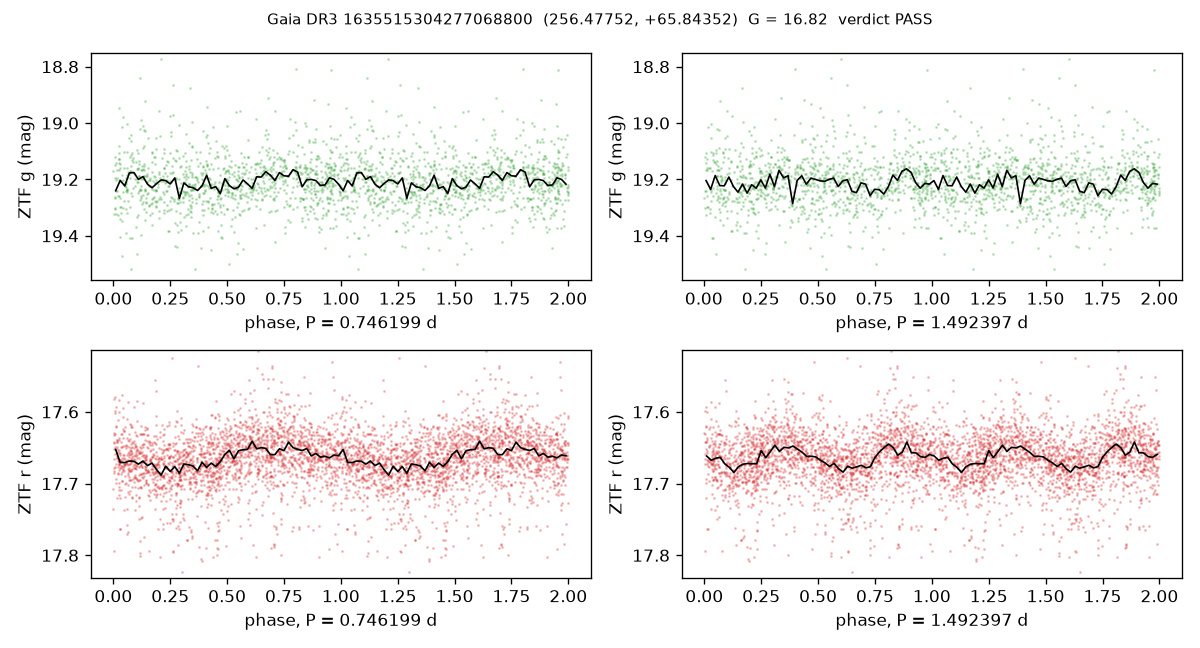 Gaia DR3 1635515304277068800 (256.47752, +65.84352) G = 16.82 verdict PASS
ZTF g (mag)
18.8
19.0
19.2
19.4
0.00 0.25 0.50 0.75 1.00 1.25 1.50 1.75 2.00
phase, P = 0.746199 d
ZTF g (mag)
18.8
19.0
19.2
19.4
0.00 0.25 0.50 0.75 1.00 1.25 1.50 1.75 2.00
phase, P = 1.492397 d
ZTF r (mag)
17.6
17.7
17.8
0.00 0.25 0.50 0.75 1.00 1.25 1.50 1.75 2.00
phase, P = 0.746199 d
ZTF r (mag)
17.6
17.7
17.8
0.00 0.25 0.50 0.75 1.00 1.25 1.50 1.75 2.00
phase, P = 1.492397 d